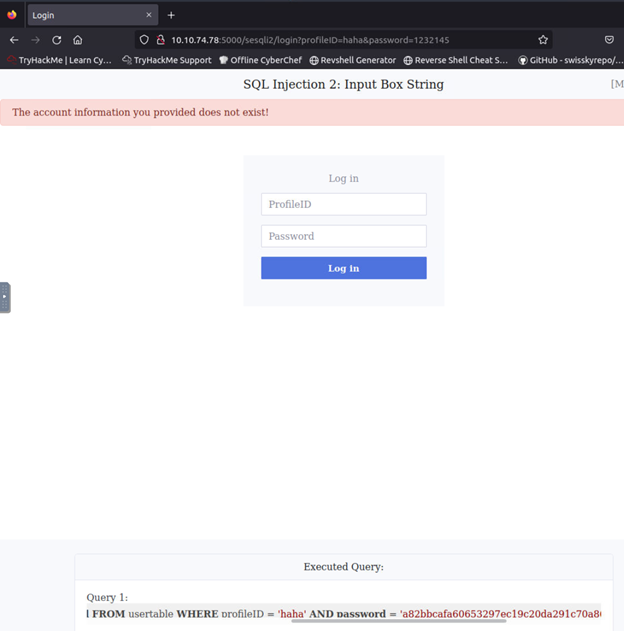 Login
10.10.74.78:5000/sesqli2/login?profileID=haha&password=1232145
TryHackMe | Learn Cy... TryHackMe Support Offline CyberChef Revshell Generator Reverse Shell Cheat S... GitHub - swisskyrepo/...
SQL Injection 2: Input Box String [M
The account information you provided does not exist!
Log in
ProfileID
Password
Log in
Executed Query:
Query 1:
FROM usertable WHERE profileID = 'haha' AND password = 'a82bbcafa60653297ec19c20da291c70a8